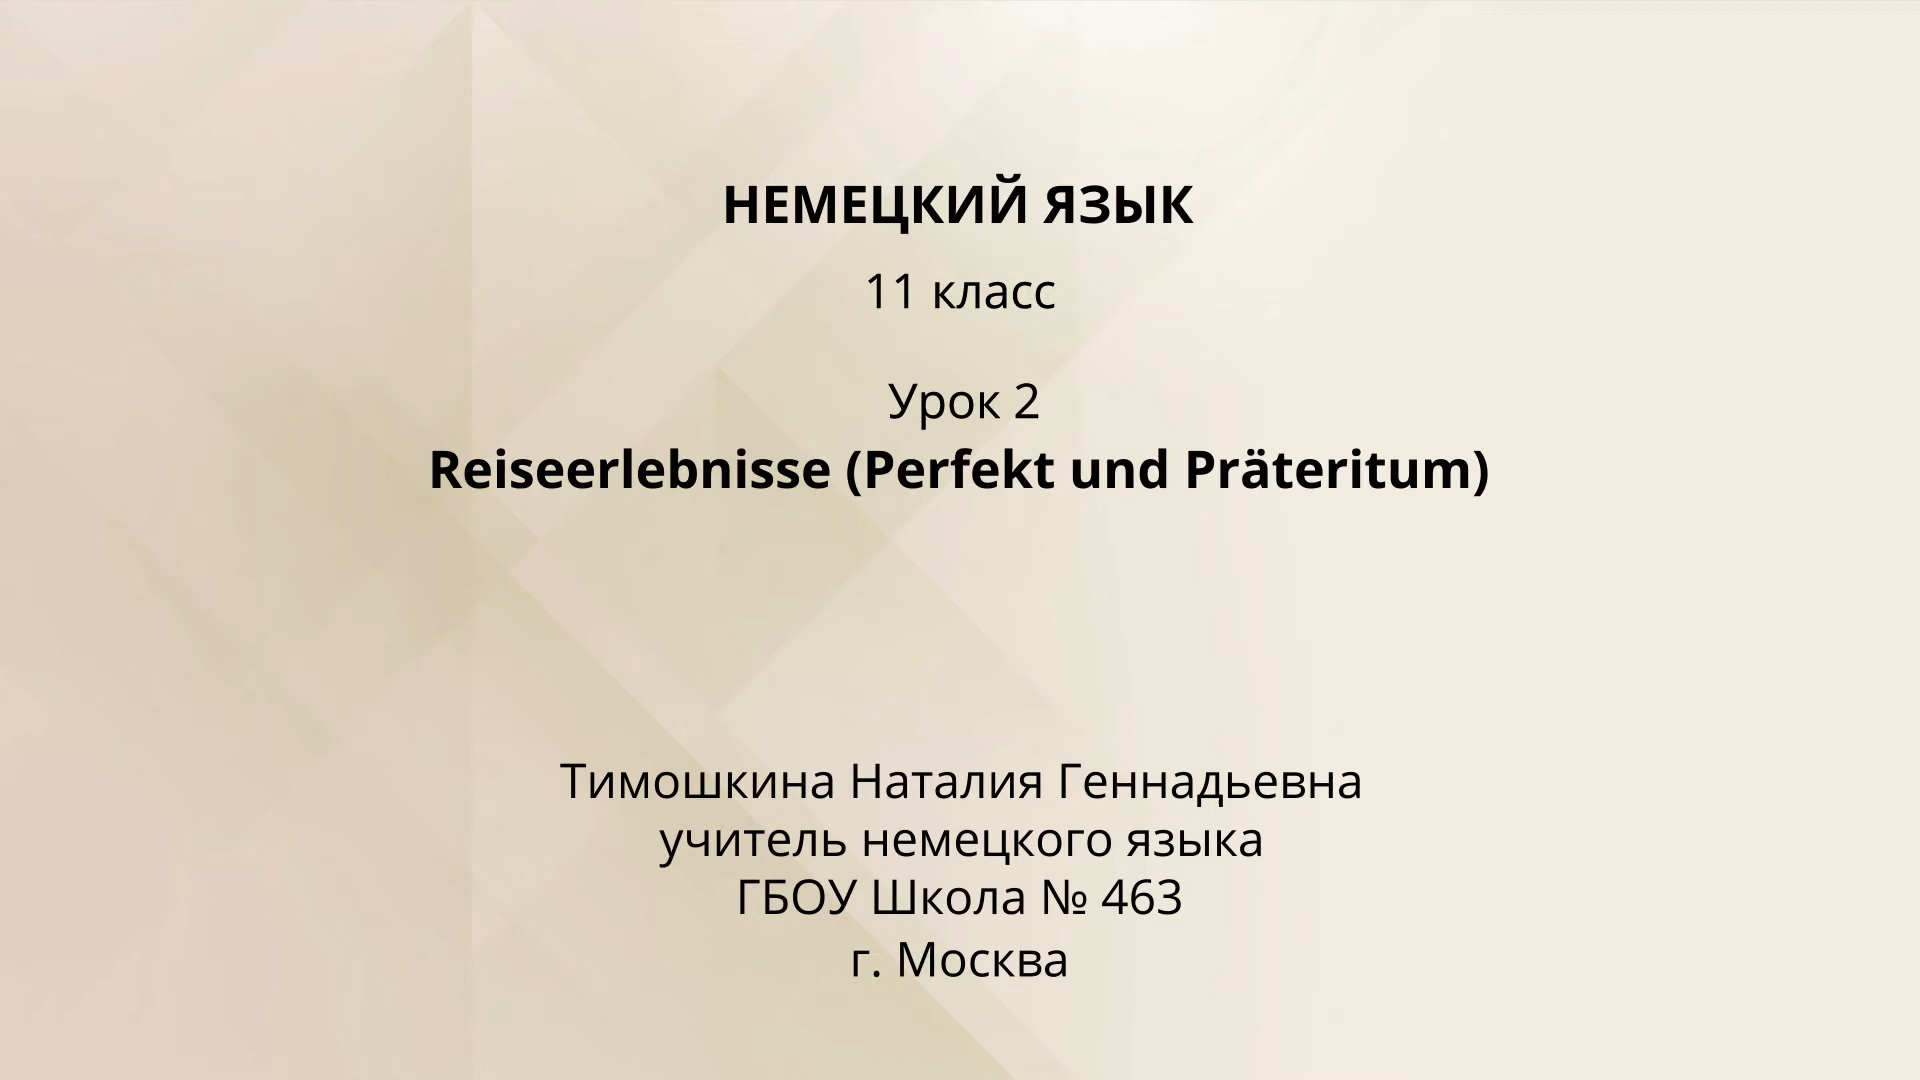 НЕМЕЦКИЙ ЯЗЫК
11 класс
Урок 2
Reiseerlebnisse (Perfekt und Präteritum)
Тимошкина Наталия Геннадьевна
учитель немецкого языка
ГБОУ Школа № 463
г. Москва